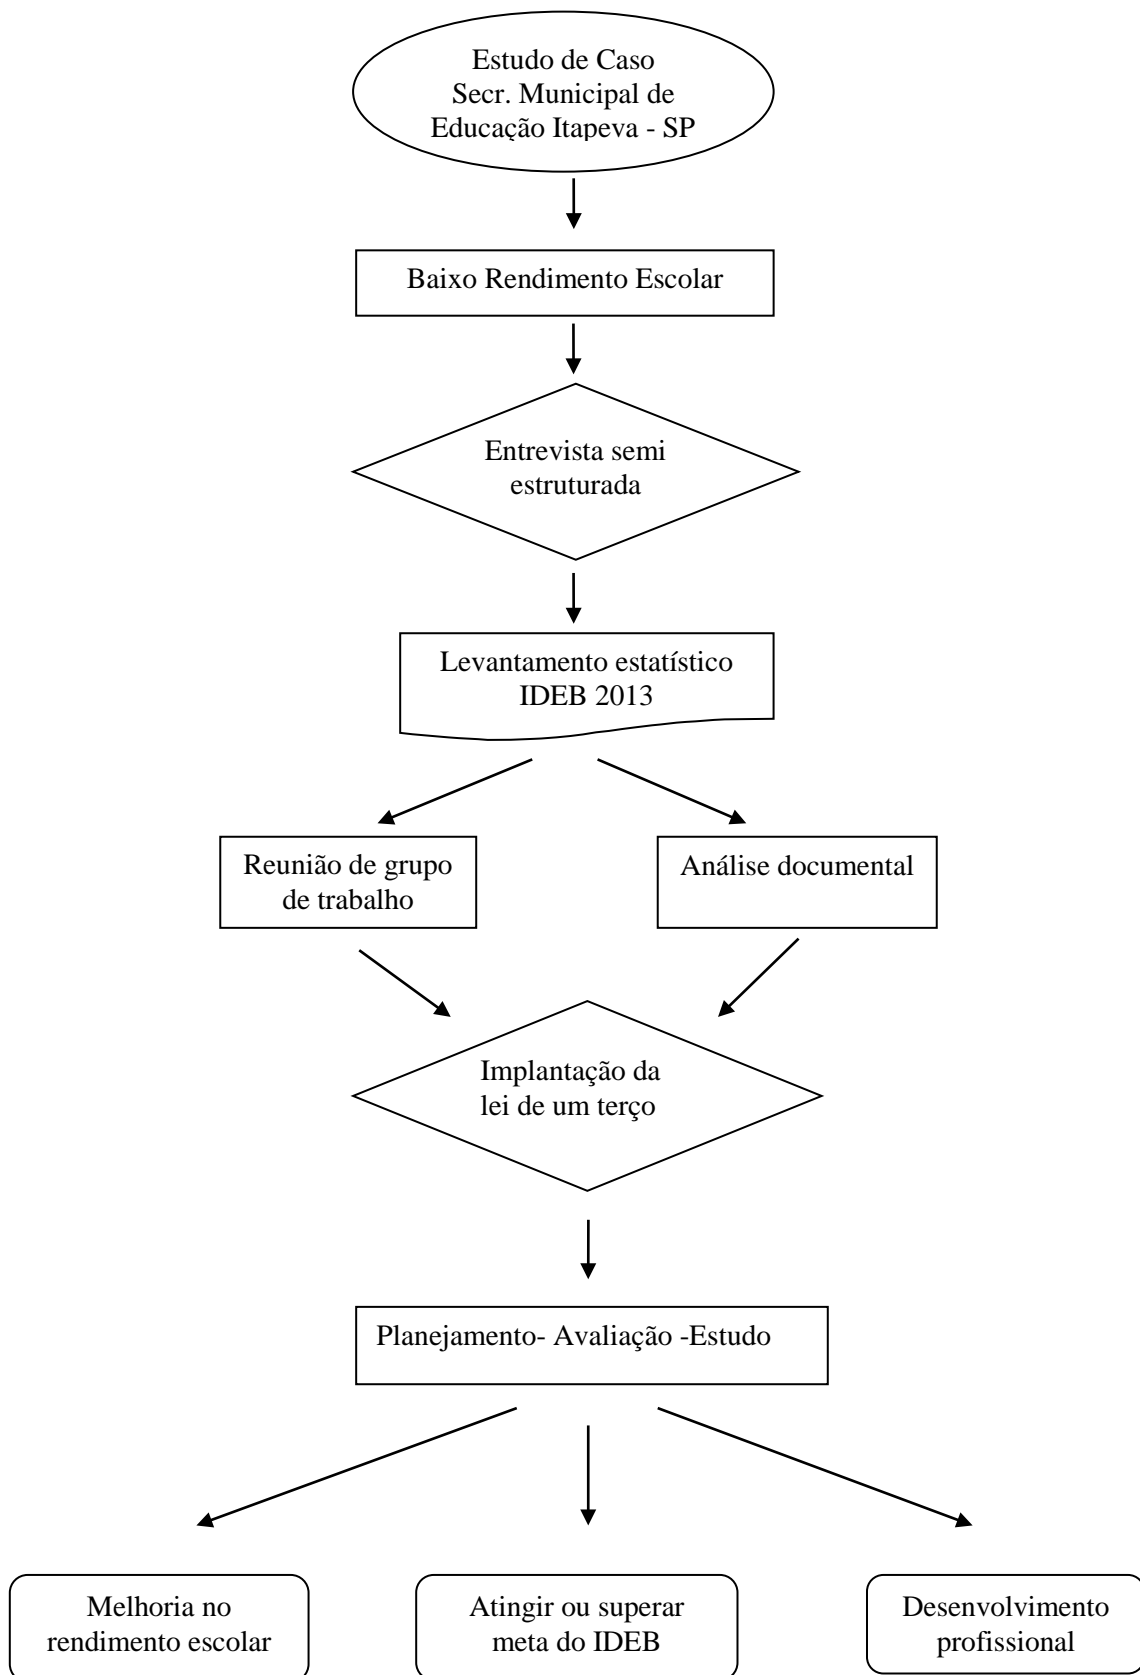 Estudo de Caso
Secr. Municipal de
Educação Itapeva - SP
Baixo Rendimento Escolar
Entrevista semi
estruturada
Levantamento estatístico
IDEB 2013
Reunião de grupo
de trabalho
Análise documental
Implantação da
lei de um terço
Planejamento- Avaliação -Estudo
Melhoria no
rendimento escolar
Atingir ou superar
meta do IDEB
Desenvolvimento
profissional